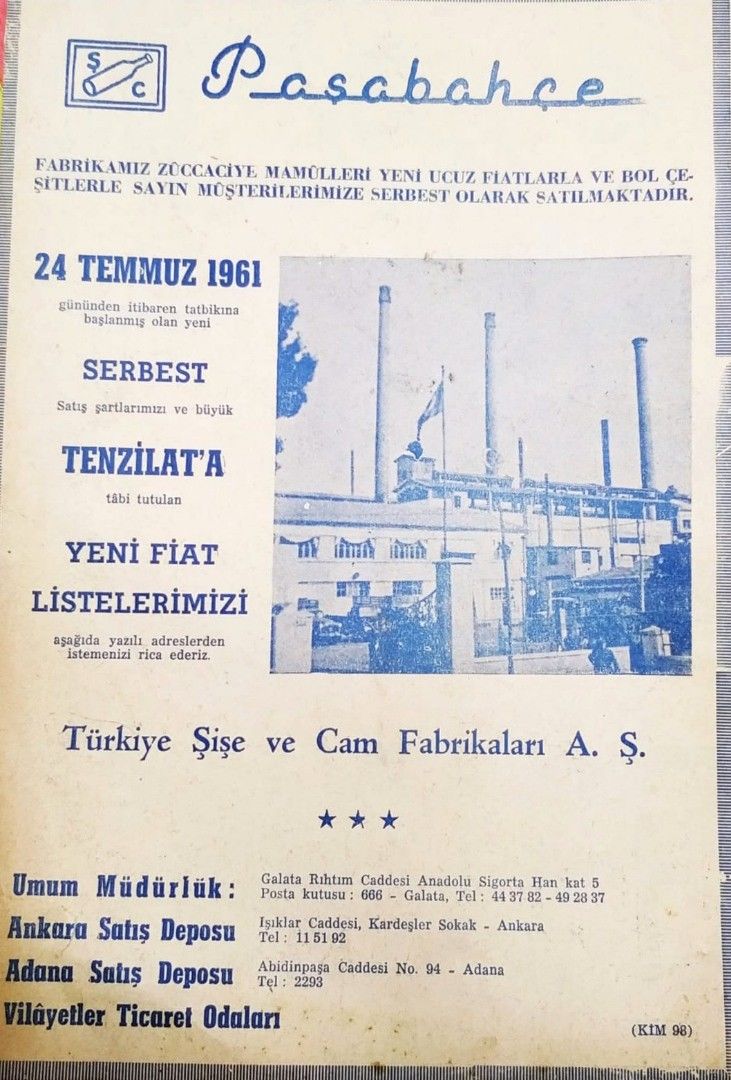 Ş
C
Paşabahçe
FABRİKAMIZ ZÜCCACİYE MAMÛLLERİ YENİ UCUZ FİATLARLA VE BOL ÇE-
ŞİTLERLE SAYIN MÜŞTERİLERİMİZE SERBEST OLARAK SATILMAKTADIR.
24 TEMMUZ 1961
gününden itibaren tatbikına
başlanmış olan yeni
SERBEST
Satış şartlarımızı ve büyük
TENZİLAT'A
tâbi tutulan
YENİ FİAT
LİSTELERİMİZİ
aşağıda yazılı adreslerden
istemenizi rica ederiz.
Türkiye Şişe ve Cam Fabrikaları A. Ş.
★ ★ ★
Umum Müdürlük : Galata Rıhtım Caddesi Anadolu Sigorta Han kat 5
Posta kutusu : 666 - Galata, Tel : 44 37 82 - 49 28 37
Ankara Satış Deposu Işıklar Caddesi, Kardeşler Sokak - Ankara
Tel : 11 51 92
Adana Satış Deposu Abidinpaşa Caddesi No. 94 - Adana
Tel : 2293
Vilâyetler Ticaret Odaları
(KİM 98)